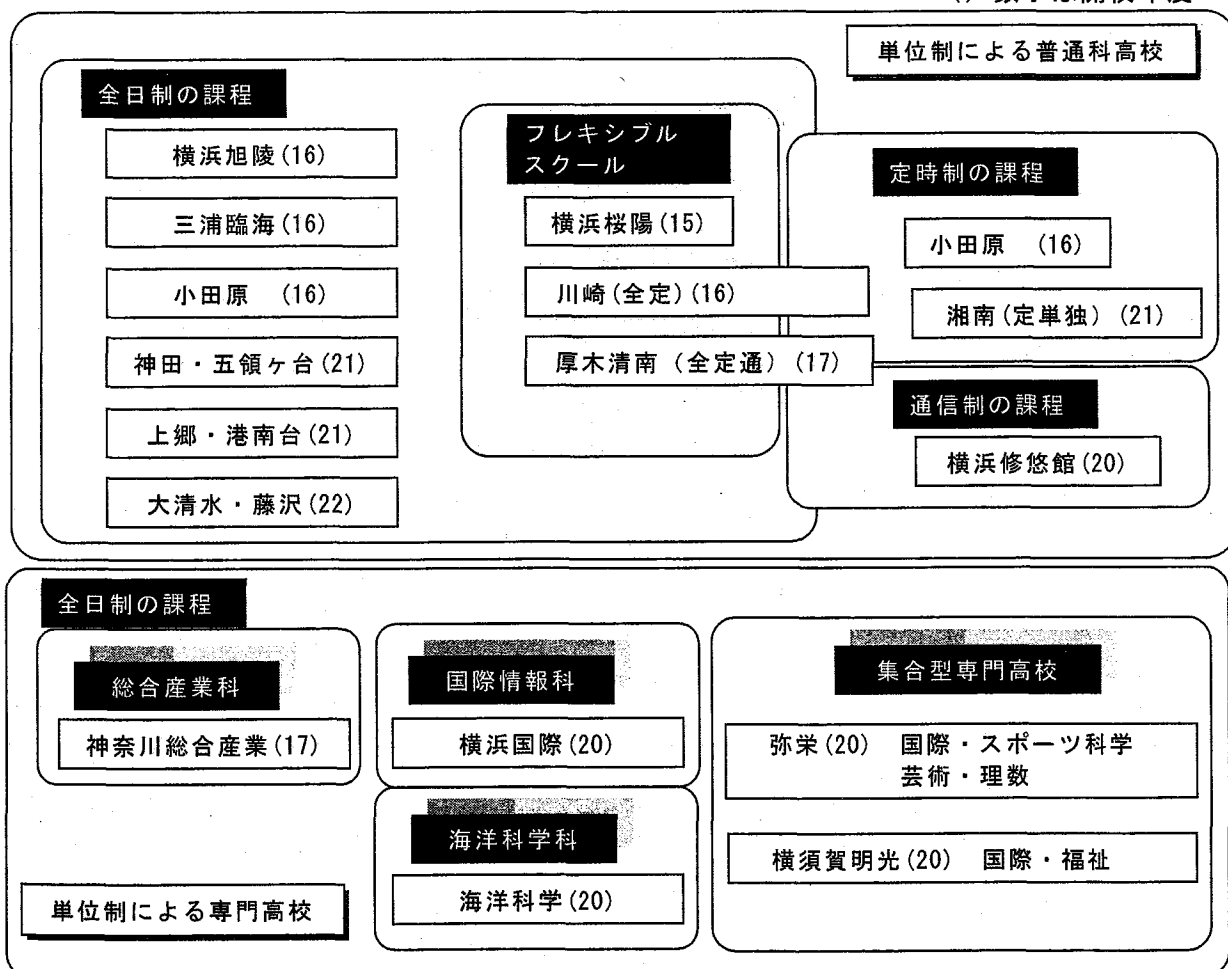 単位制による普通科高校
全日制の課程
横浜旭陵(16)
三浦臨海(16)
小田原 (16)
神田・五領ヶ台(21)
上郷・港南台(21)
大清水・藤沢(22)
フレキシブル
スクール
横浜桜陽(15)
川崎(全定)(16)
厚木清南(全定通)(17)
定時制の課程
小田原 (16)
湘南(定単独)(21)
通信制の課程
横浜修悠館(20)
全日制の課程
総合産業科
神奈川総合産業(17)
国際情報科
横浜国際(20)
海洋科学科
海洋科学(20)
集合型専門高校
弥栄(20) 国際・スポーツ科学
芸術・理数
横須賀明光(20) 国際・福祉
単位制による専門高校